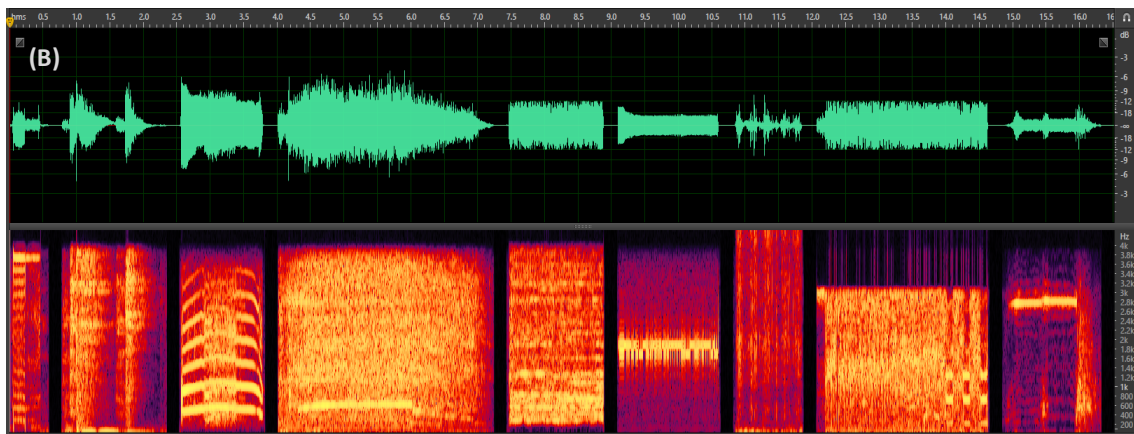 hms 0.5 1.0 1.5 2.0 2.5 3.0 3.5 4.0 4.5 5.0 5.5 6.0 6.5 7.0 7.5 8.0 8.5 9.0 9.5 10.0 10.5 11.0 11.5 12.0 12.5 13.0 13.5 14.0 14.5 15.0 15.5 16.0 16
dB
(B)
-3
-6
-9
-12
-18
-∞
-18
-12
-9
-6
-3
Hz
4k
3.8k
3.6k
3.4k
3.2k
3k
2.8k
2.6k
2.4k
2.2k
2k
1.8k
1.6k
1.4k
1.2k
1k
800
600
400
200